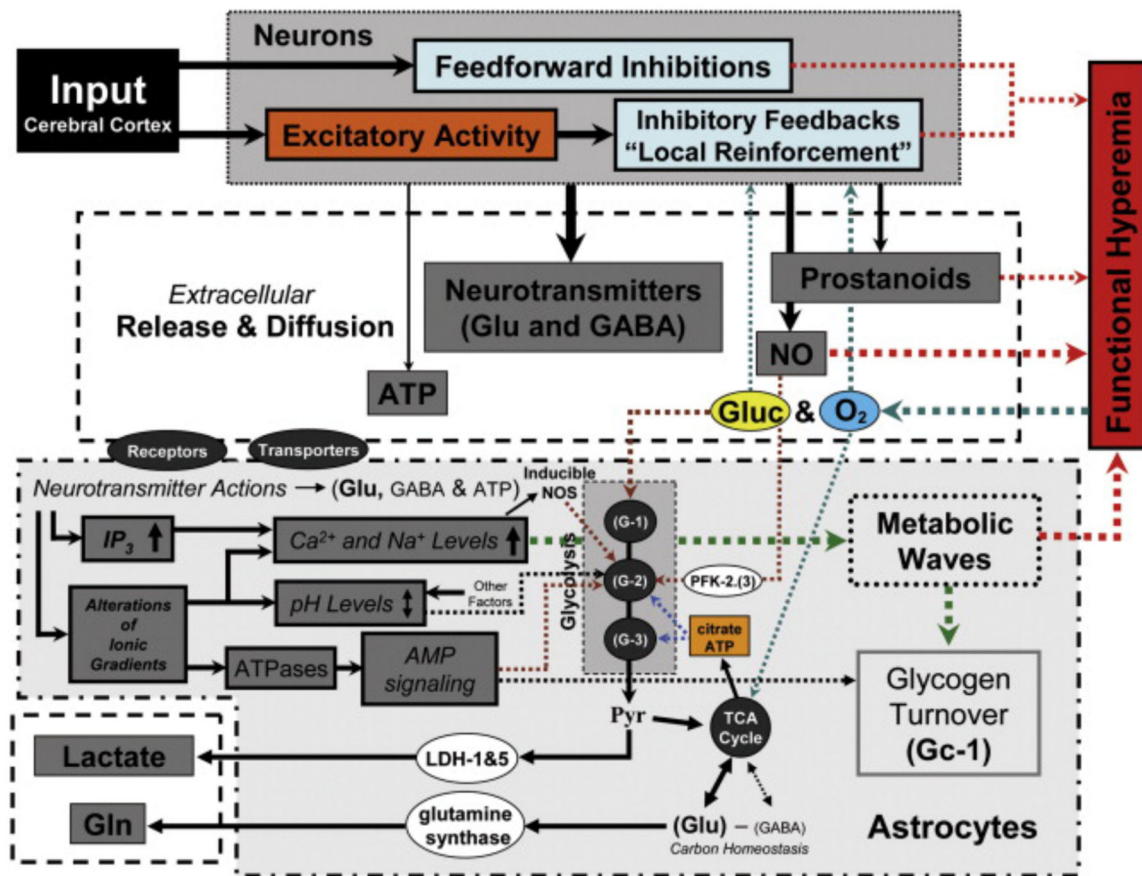 Neurons
Input
Cerebral Cortex
Feedforward Inhibitions
Excitatory Activity
Inhibitory Feedbacks
“Local Reinforcement”
Functional Hyperemia
Extracellular
Release & Diffusion
Neurotransmitters
(Glu and GABA)
Prostanoids
NO
ATP
Gluc & O₂
Receptors
Transporters
Neurotransmitter Actions → (Glu, GABA & ATP)
Inducible
NOS
IP₃
Ca²⁺ and Na⁺ Levels
Glycolysis
(G-1)
Metabolic
Waves
Alterations
of
Ionic
Gradients
pH Levels
Other
Factors
(G-2)
PFK-2.(3)
(G-3)
citrate
ATP
ATPases
AMP
signaling
Glycogen
Turnover
(Gc-1)
Pyr
TCA
Cycle
Lactate
LDH-1&5
Gln
glutamine
synthase
(Glu) – (GABA)
Carbon Homeostasis
Astrocytes